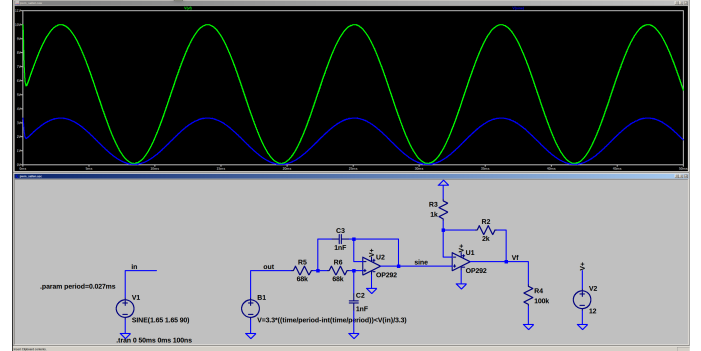 R3
1k
C3
1nF
R2
2k
V+
V+
V+
in
out
R5
68k
R6
68k
U2
OP292
sine
U1
OP292
Vf
.param period=0.027ms
V1
SINE(1.65 1.65 90)
B1
V=3.3*((time/period-int(time/period))<V(in)/3.3)
C2
1nF
R4
100k
V2
12
.tran 0 50ms 0ms 100ns